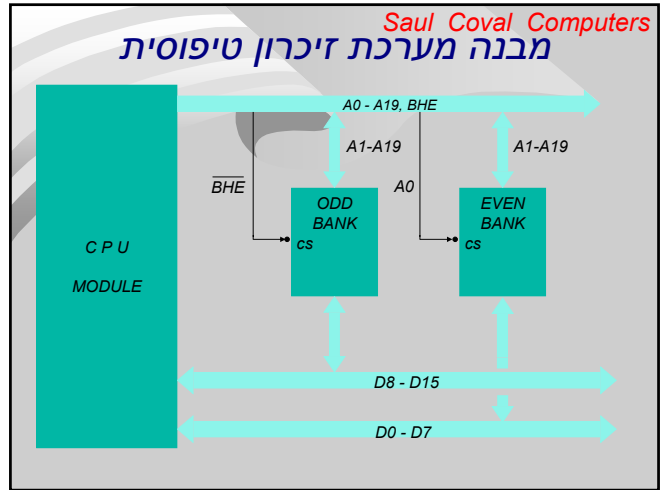 Saul Coval Computers
מבנה מערכת זיכרון טיפוסית
A0 - A19, BHE
A1-A19
A1-A19
B̅H̅E̅
A0
ODD
BANK
EVEN
BANK
cs
cs
C P U
MODULE
D8 - D15
D0 - D7